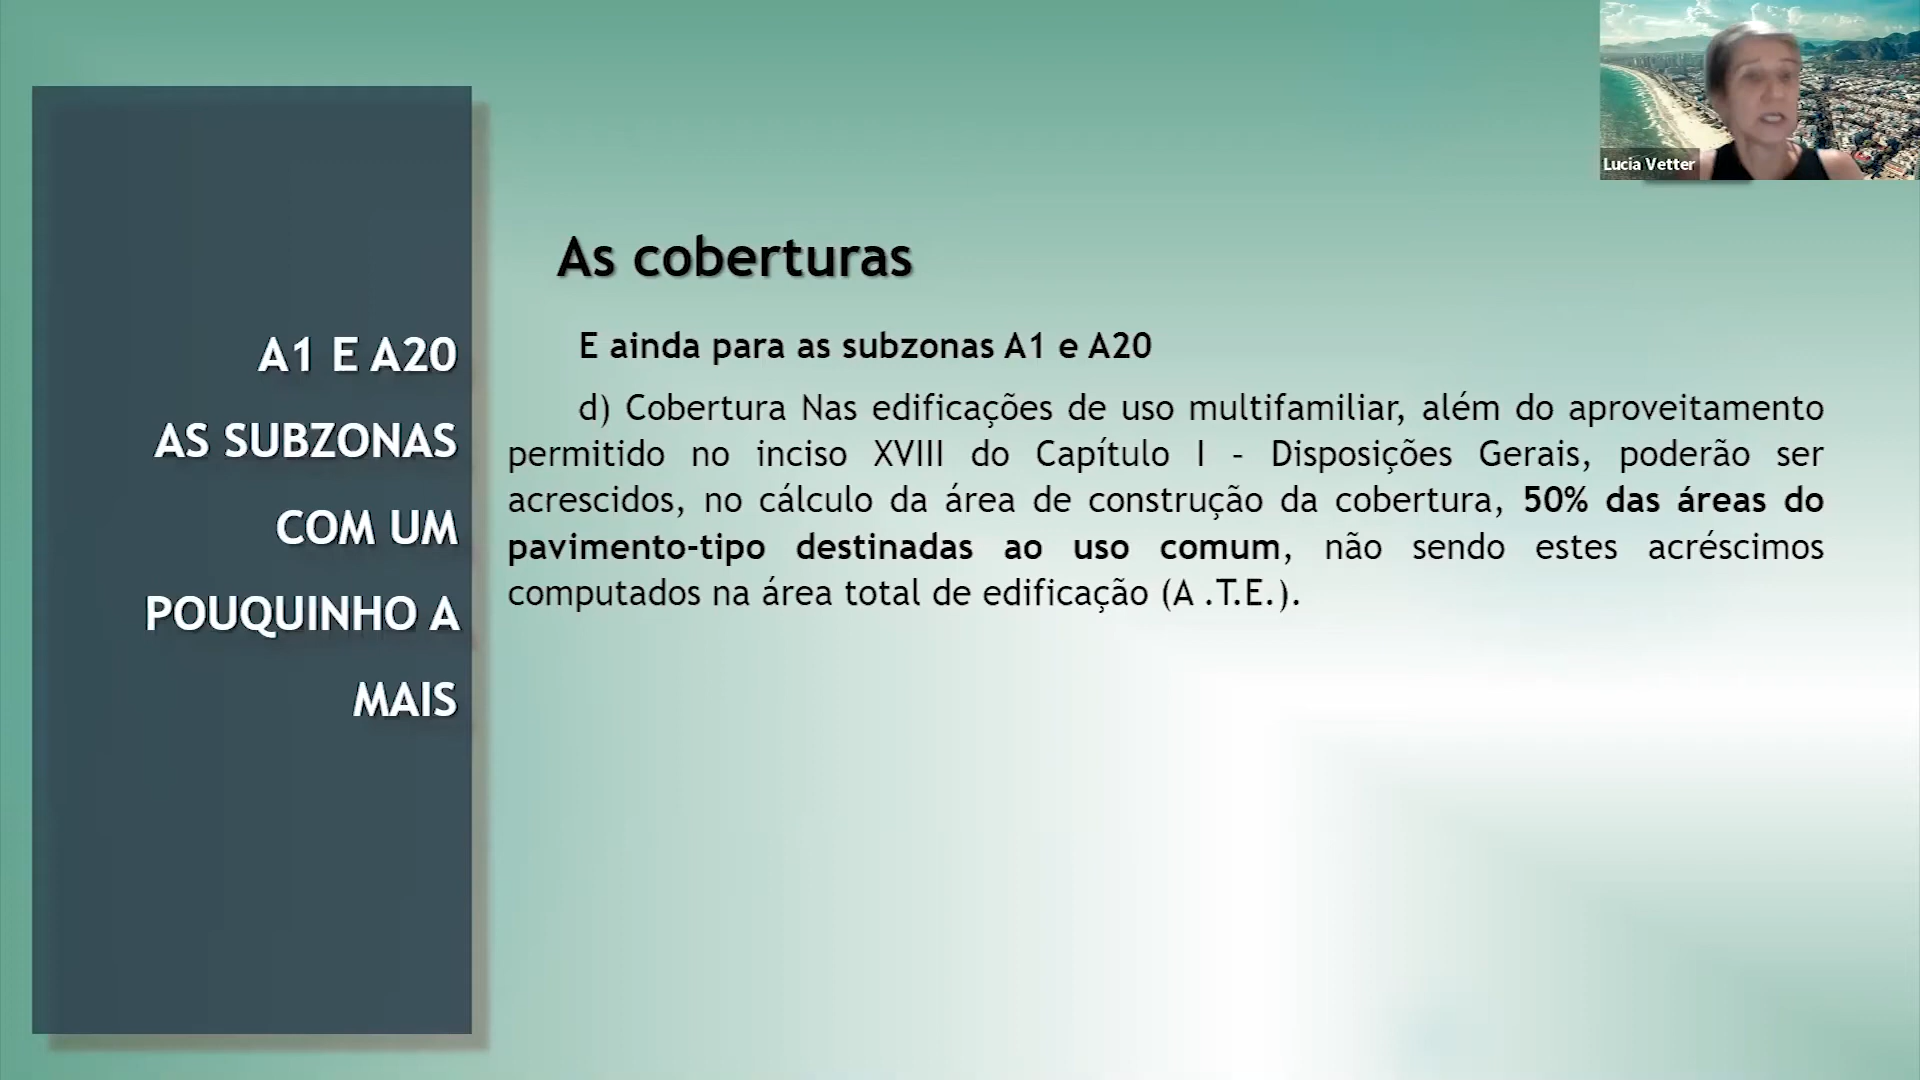 Lucia Vetter
As coberturas
A1 E A20
AS SUBZONAS
COM UM
POUQUINHO A
MAIS
E ainda para as subzonas A1 e A20
d) Cobertura Nas edificações de uso multifamiliar, além do aproveitamento
permitido no inciso XVIII do Capítulo I – Disposições Gerais, poderão ser
acrescidos, no cálculo da área de construção da cobertura, 50% das áreas do
pavimento-tipo destinadas ao uso comum, não sendo estes acréscimos
computados na área total de edificação (A .T.E.).